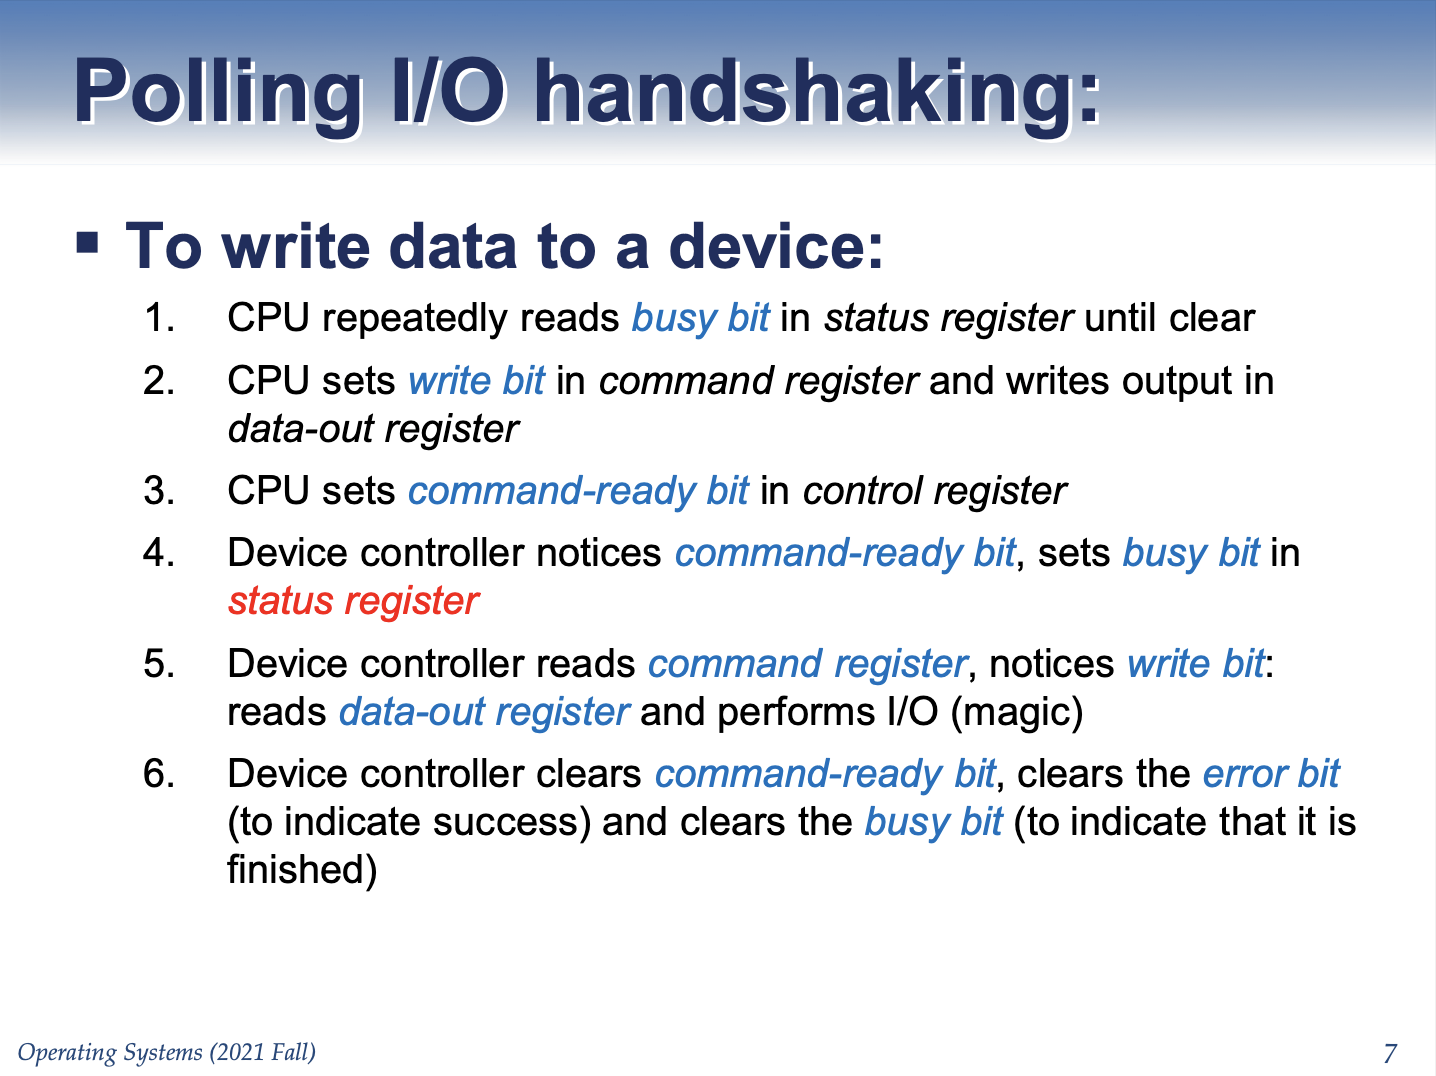 Polling I/O handshaking:
▪ To write data to a device:
1. CPU repeatedly reads busy bit in status register until clear
2. CPU sets write bit in command register and writes output in
data-out register
3. CPU sets command-ready bit in control register
4. Device controller notices command-ready bit, sets busy bit in
status register
5. Device controller reads command register, notices write bit:
reads data-out register and performs I/O (magic)
6. Device controller clears command-ready bit, clears the error bit
(to indicate success) and clears the busy bit (to indicate that it is
finished)
Operating Systems (2021 Fall)
7